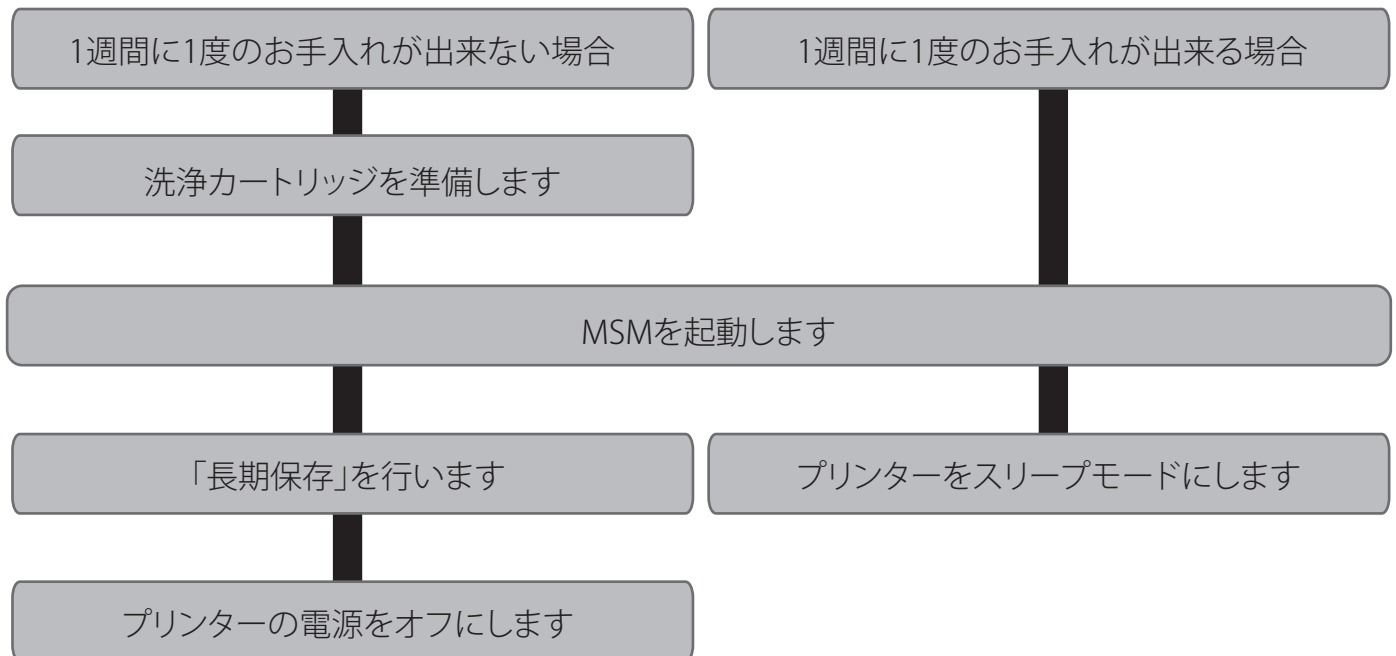 1週間に1度のお手入れが出来ない場合
1週間に1度のお手入れが出来る場合
洗浄カートリッジを準備します
MSMを起動します
「長期保存」を行います
プリンターをスリープモードにします
プリンターの電源をオフにします